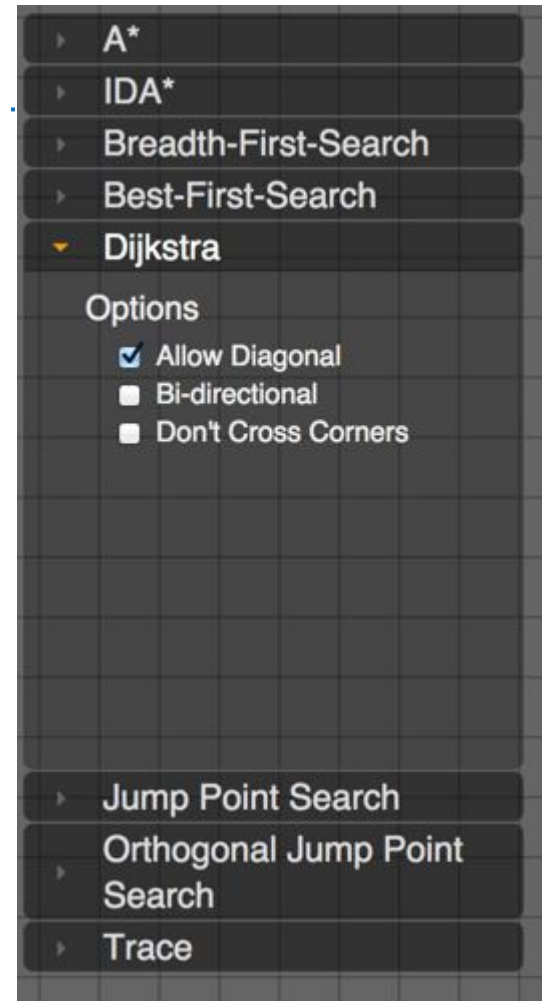 A*
IDA*
Breadth-First-Search
Best-First-Search
Dijkstra
Options
Allow Diagonal
Bi-directional
Don't Cross Corners
Jump Point Search
Orthogonal Jump Point
Search
Trace